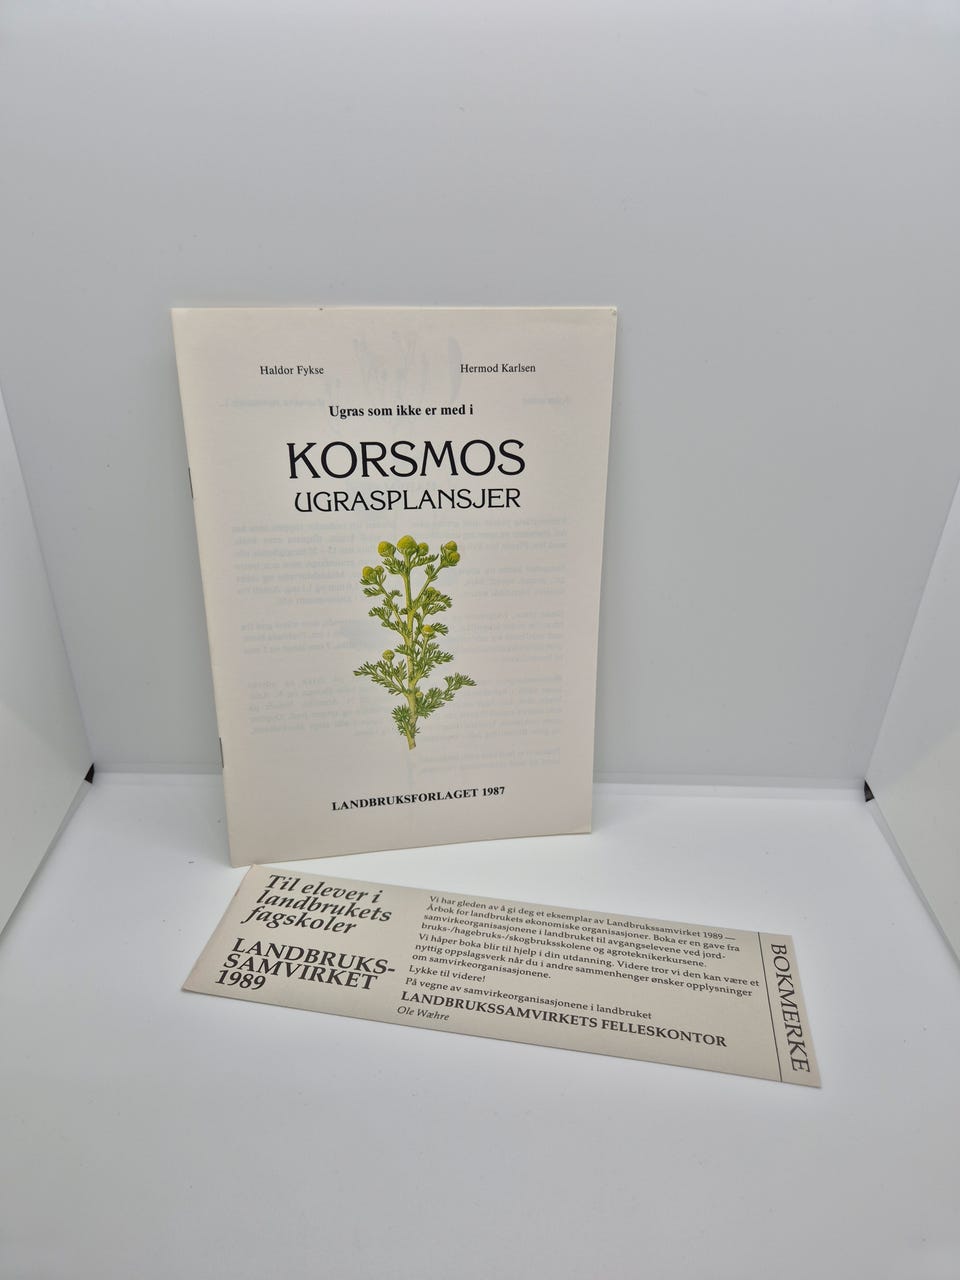 Haldor Fykse
Hermod Karlsen
Ugras som ikke er med i
KORSMOS
UGRASPLANSJER
LANDBRUKSFORLAGET 1987
Til elever i
landbrukets
fagskoler
LANDBRUKS-
SAMVIRKET
1989
Vi har gleden av å gi deg et eksemplar av Landbrukssamvirket 1989 —
Årbok for landbrukets økonomiske organisasjoner. Boka er en gave fra
samvirkeorganisasjonene i landbruket til avgangselevene ved jord-
bruks-/hagebruks-/skogbruksskolene og agroteknikerkursene.
Vi håper boka blir til hjelp i din utdanning. Videre tror vi den kan være et
nyttig oppslagsverk når du i andre sammenhenger ønsker opplysninger
om samvirkeorganisasjonene.
Lykke til videre!
På vegne av samvirkeorganisasjonene i landbruket
LANDBRUKSSAMVIRKETS FELLESKONTOR
Ole Wæhre
BOKMERKE